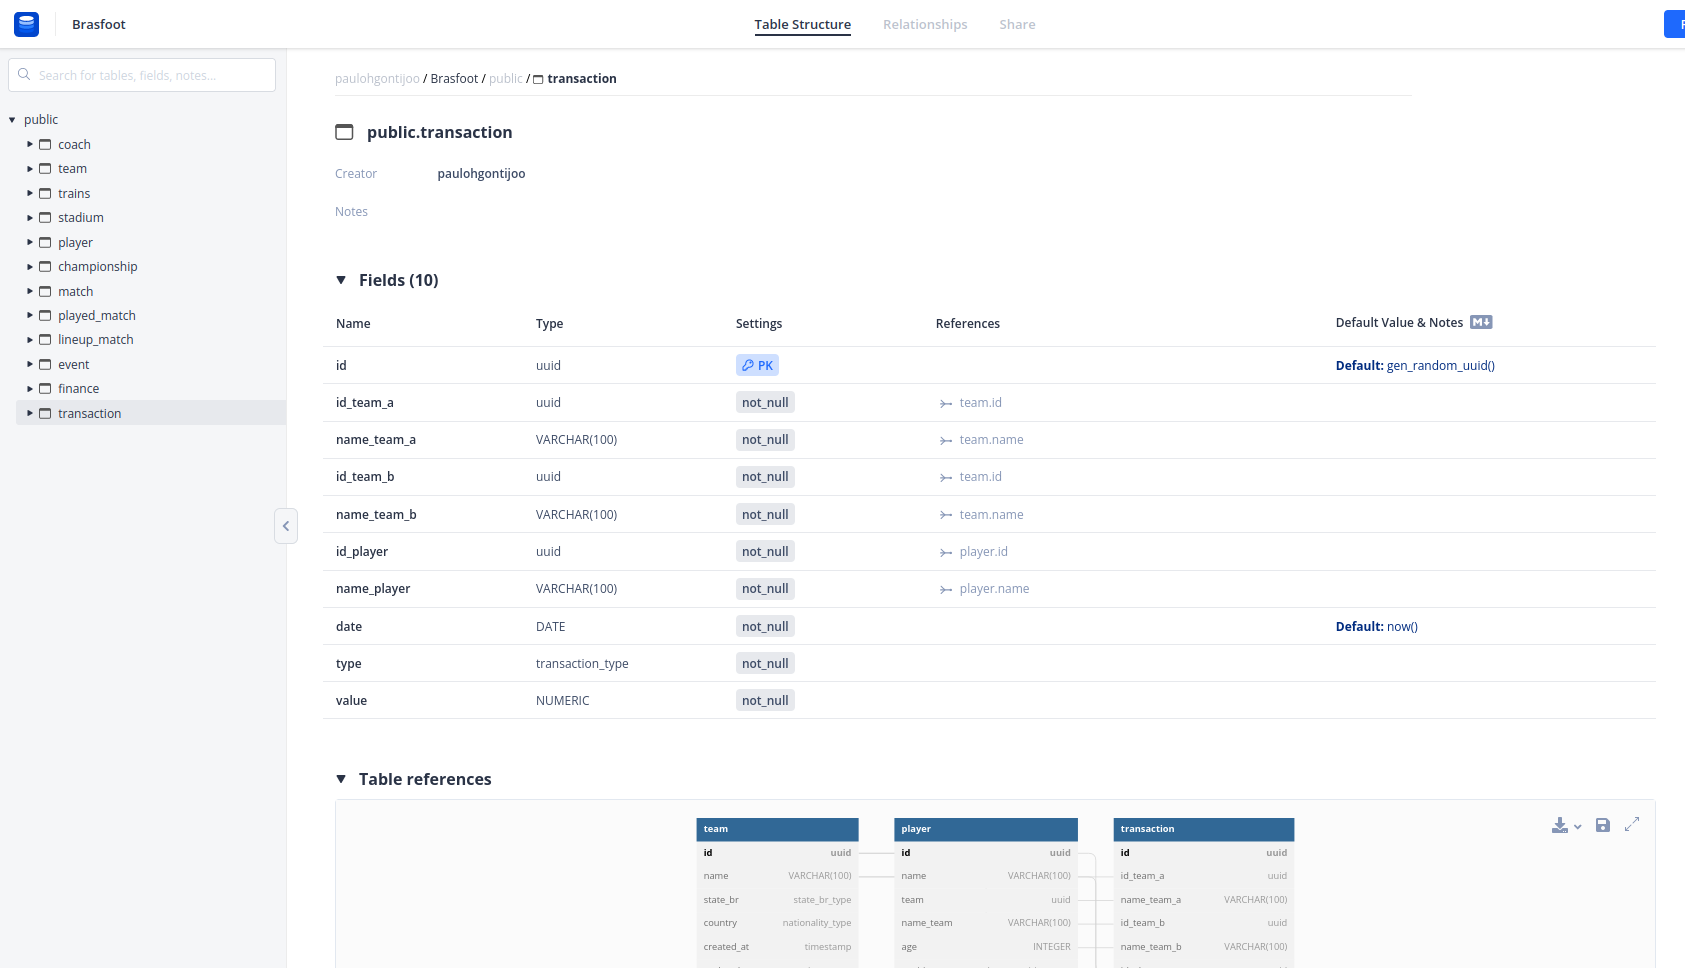 Brasfoot
Table Structure
Relationships
Share
Search for tables, fields, notes...
public
coach
team
trains
stadium
player
championship
match
played_match
lineup_match
event
finance
transaction
paulohgontijoo / Brasfoot / public / transaction
public.transaction
Creator paulohgontijoo
Notes
Fields (10)
Name Type Settings References Default Value & Notes M
id uuid PK Default: gen_random_uuid()
id_team_a uuid not_null team.id
name_team_a VARCHAR(100) not_null team.name
id_team_b uuid not_null team.id
name_team_b VARCHAR(100) not_null team.name
id_player uuid not_null player.id
name_player VARCHAR(100) not_null player.name
date DATE not_null Default: now()
type transaction_type not_null
value NUMERIC not_null
Table references
team
id uuid
name VARCHAR(100)
state_br state_br_type
country nationality_type
created_at timestamp
player
id uuid
name VARCHAR(100)
team uuid
name_team VARCHAR(100)
age INTEGER
transaction
id uuid
id_team_a uuid
name_team_a VARCHAR(100)
id_team_b uuid
name_team_b VARCHAR(100)